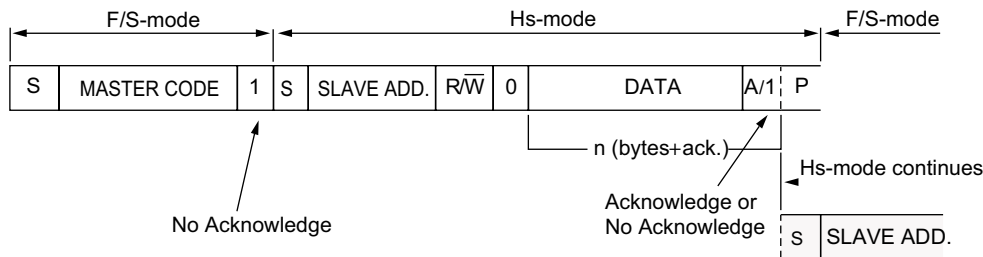 F/S-mode Hs-mode F/S-mode
S MASTER CODE 1 S SLAVE ADD. R/W̅ 0 DATA A/1 P
n (bytes+ack.)
Hs-mode continues
No Acknowledge
Acknowledge or
No Acknowledge
S SLAVE ADD.